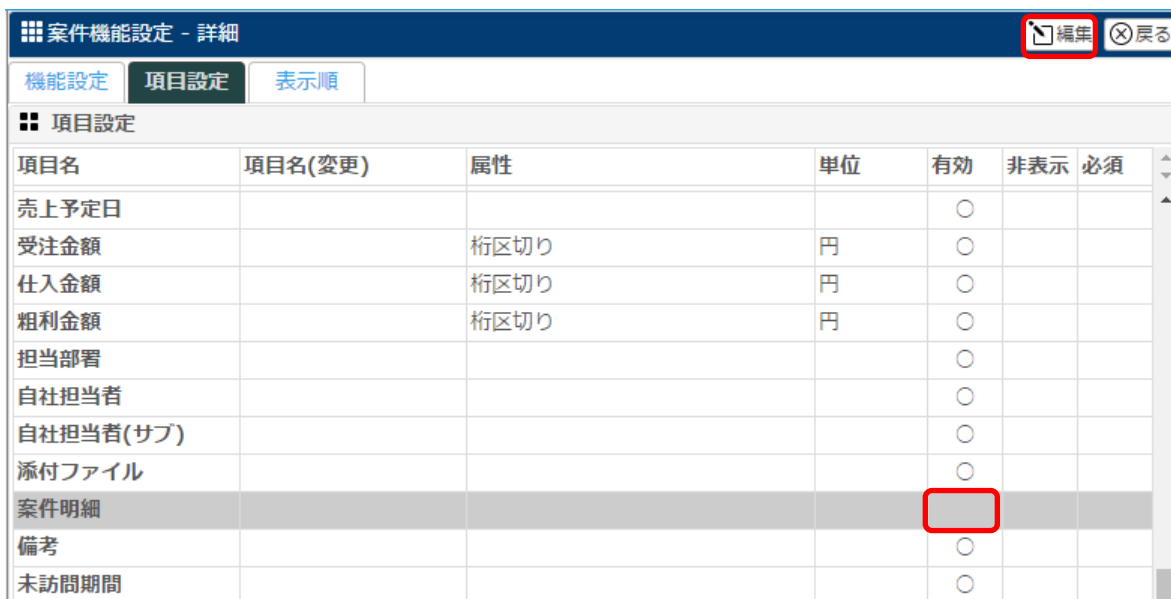 案件機能設定 - 詳細 編集 戻る
機能設定 項目設定 表示順
項目設定
項目名 項目名(変更) 属性 単位 有効 非表示 必須
売上予定日 ○
受注金額 桁区切り 円 ○
仕入金額 桁区切り 円 ○
粗利金額 桁区切り 円 ○
担当部署 ○
自社担当者 ○
自社担当者(サブ) ○
添付ファイル ○
案件明細
備考 ○
未訪問期間 ○